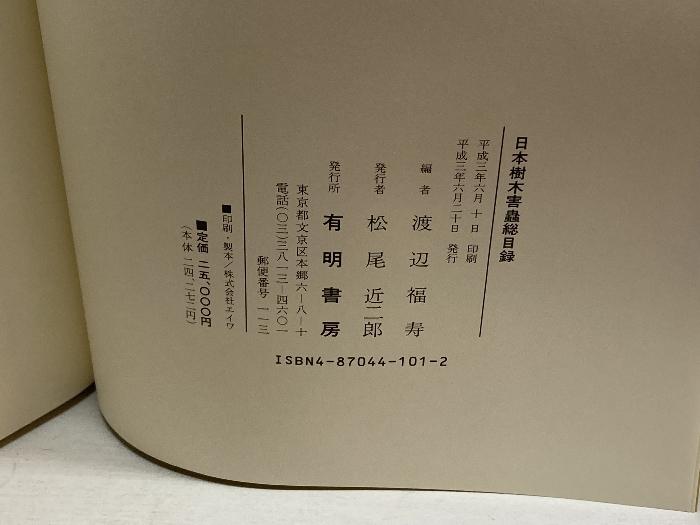 日本樹木害蟲総目録
平成三年六月 十 日 印刷
平成三年六月二十日 発行
編者 渡辺福寿
発行者 松尾近二郎
発行所 有明書房
東京都文京区本郷六−八−十
電話(〇三)三八一三−四六〇一
郵便番号 一一三
■印刷・製本/株式会社エイワ
■定価 二五、〇〇〇円
(本体 二四、二七二円)
ISBN4-87044-101-2